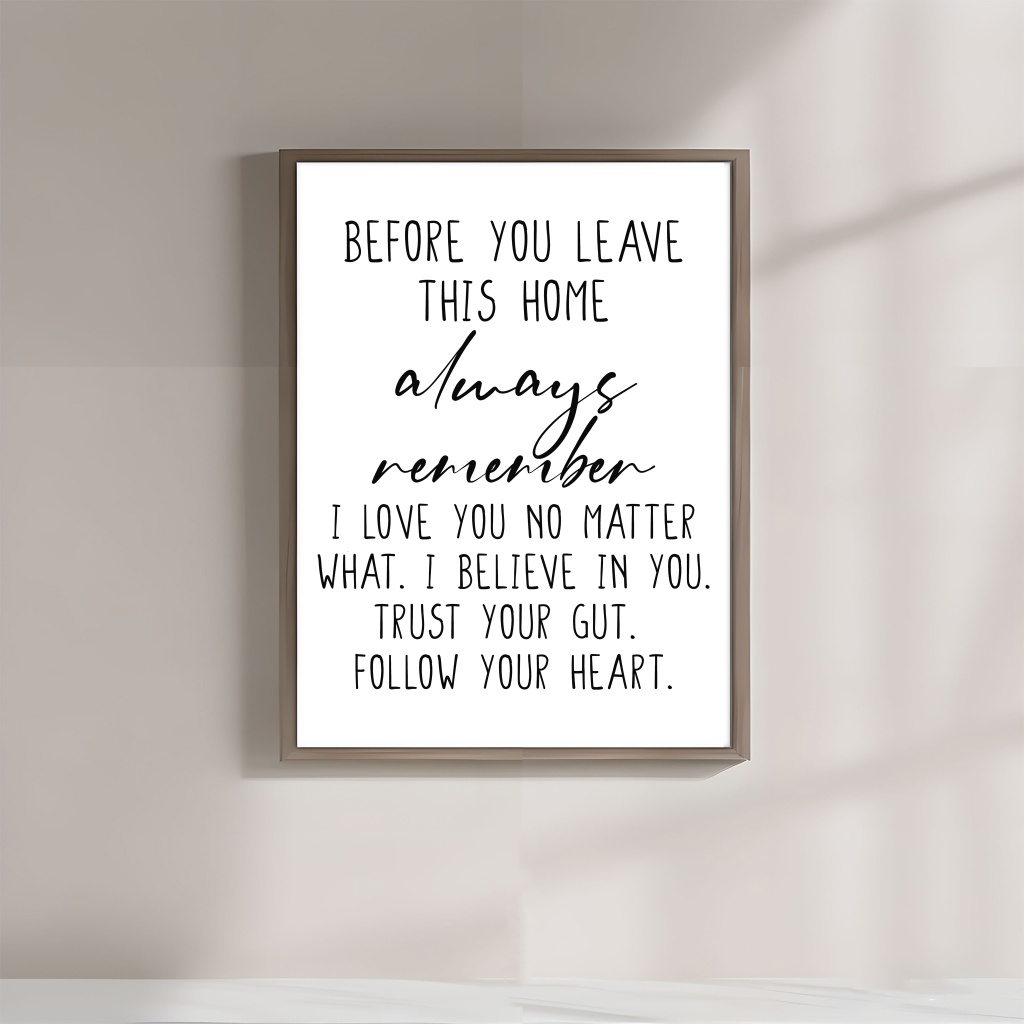 BEFORE YOU LEAVE
THIS HOME
always
remember
I LOVE YOU NO MATTER
WHAT. I BELIEVE IN YOU.
TRUST YOUR GUT.
FOLLOW YOUR HEART.